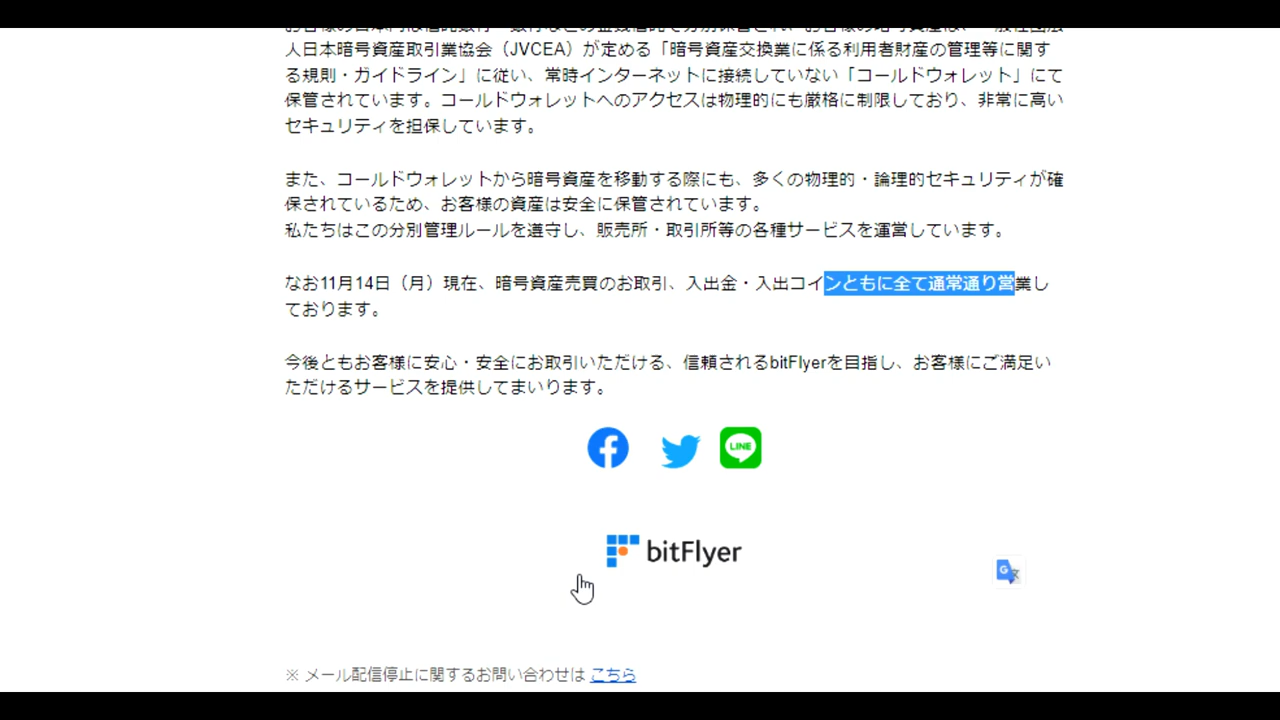 人日本暗号資産取引業協会（JVCEA）が定める「暗号資産交換業に係る利用者財産の管理等に関す
る規則・ガイドライン」に従い、常時インターネットに接続していない「コールドウォレット」にて
保管されています。コールドウォレットへのアクセスは物理的にも厳格に制限しており、非常に高い
セキュリティを担保しています。
また、コールドウォレットから暗号資産を移動する際にも、多くの物理的・論理的セキュリティが確
保されているため、お客様の資産は安全に保管されています。
私たちはこの分別管理ルールを遵守し、販売所・取引所等の各種サービスを運営しています。
なお11月14日（月）現在、暗号資産売買のお取引、入出金・入出コインともに全て通常通り営業し
ております。
今後ともお客様に安心・安全にお取引いただける、信頼されるbitFlyerを目指し、お客様にご満足い
ただけるサービスを提供してまいります。
LINE
bitFlyer
※ メール配信停止に関するお問い合わせは こちら